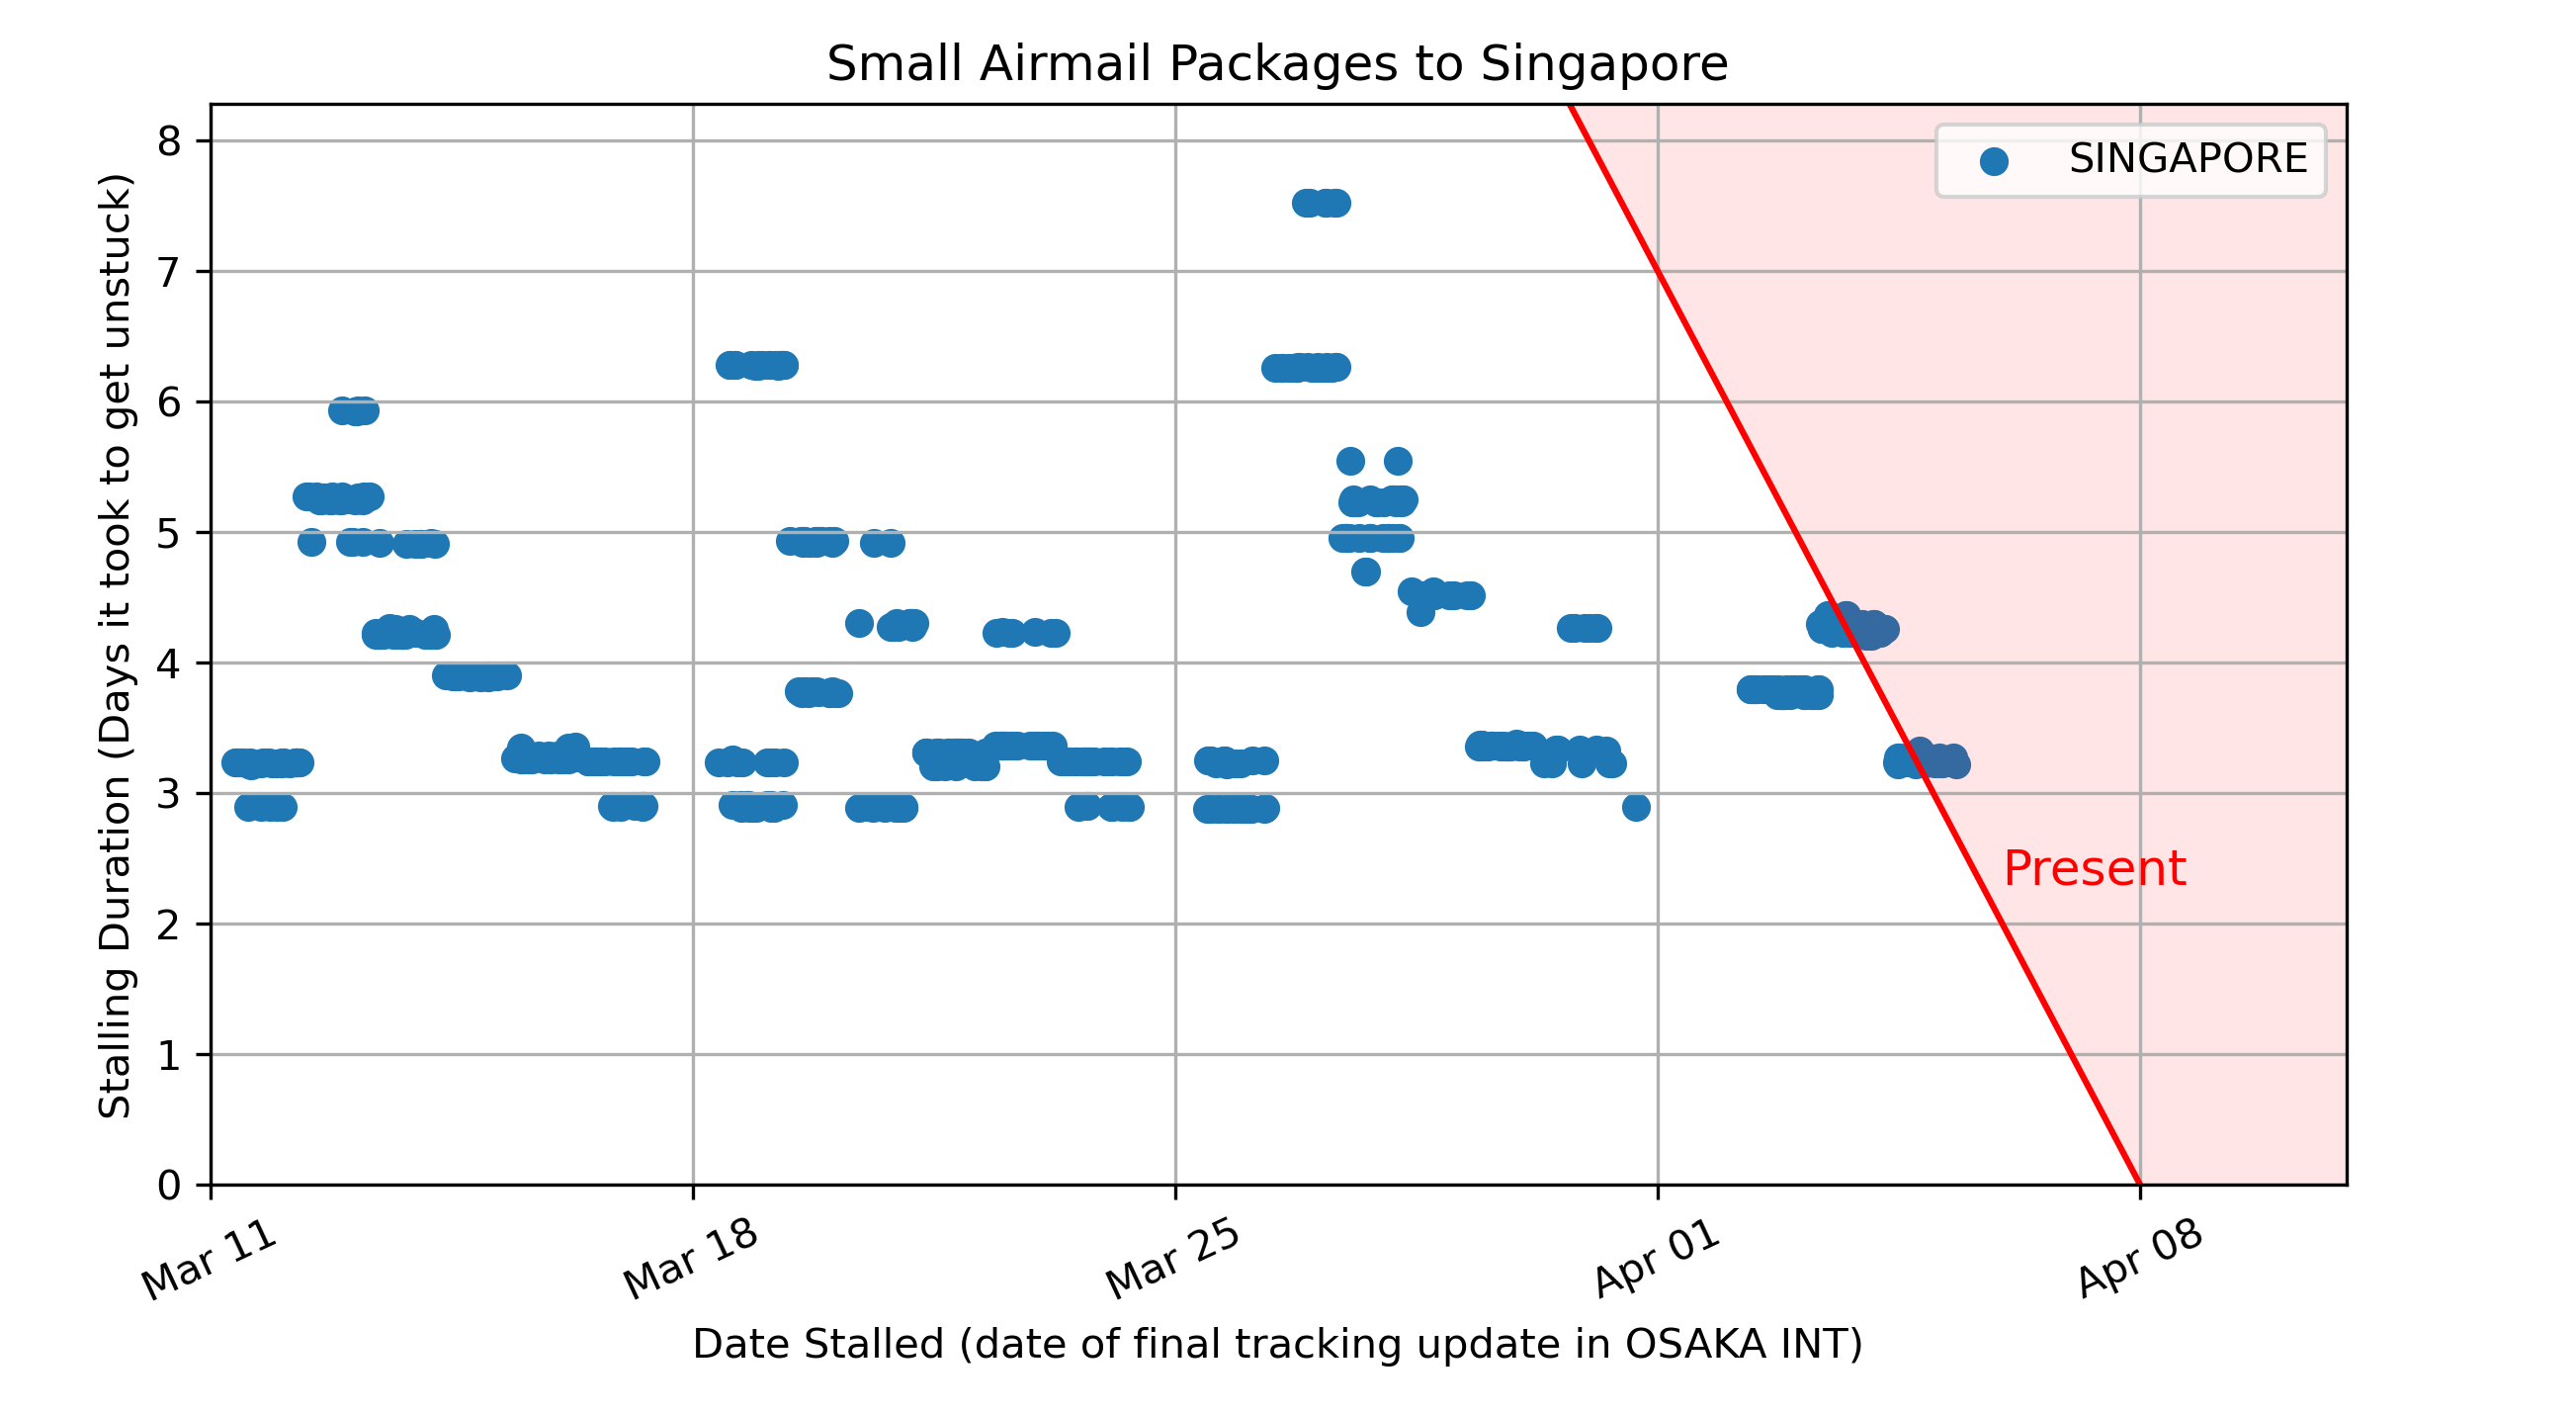 Small Airmail Packages to Singapore
Stalling Duration (Days it took to get unstuck)
8
7
6
5
4
3
2
1
0
SINGAPORE
Present
Mar 11
Mar 18
Mar 25
Apr 01
Apr 08
Date Stalled (date of final tracking update in OSAKA INT)